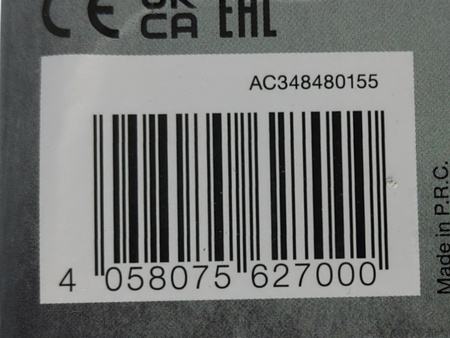 CE UK
CA EAC
AC348480155
4 058075 627000
Made in P.R.C.